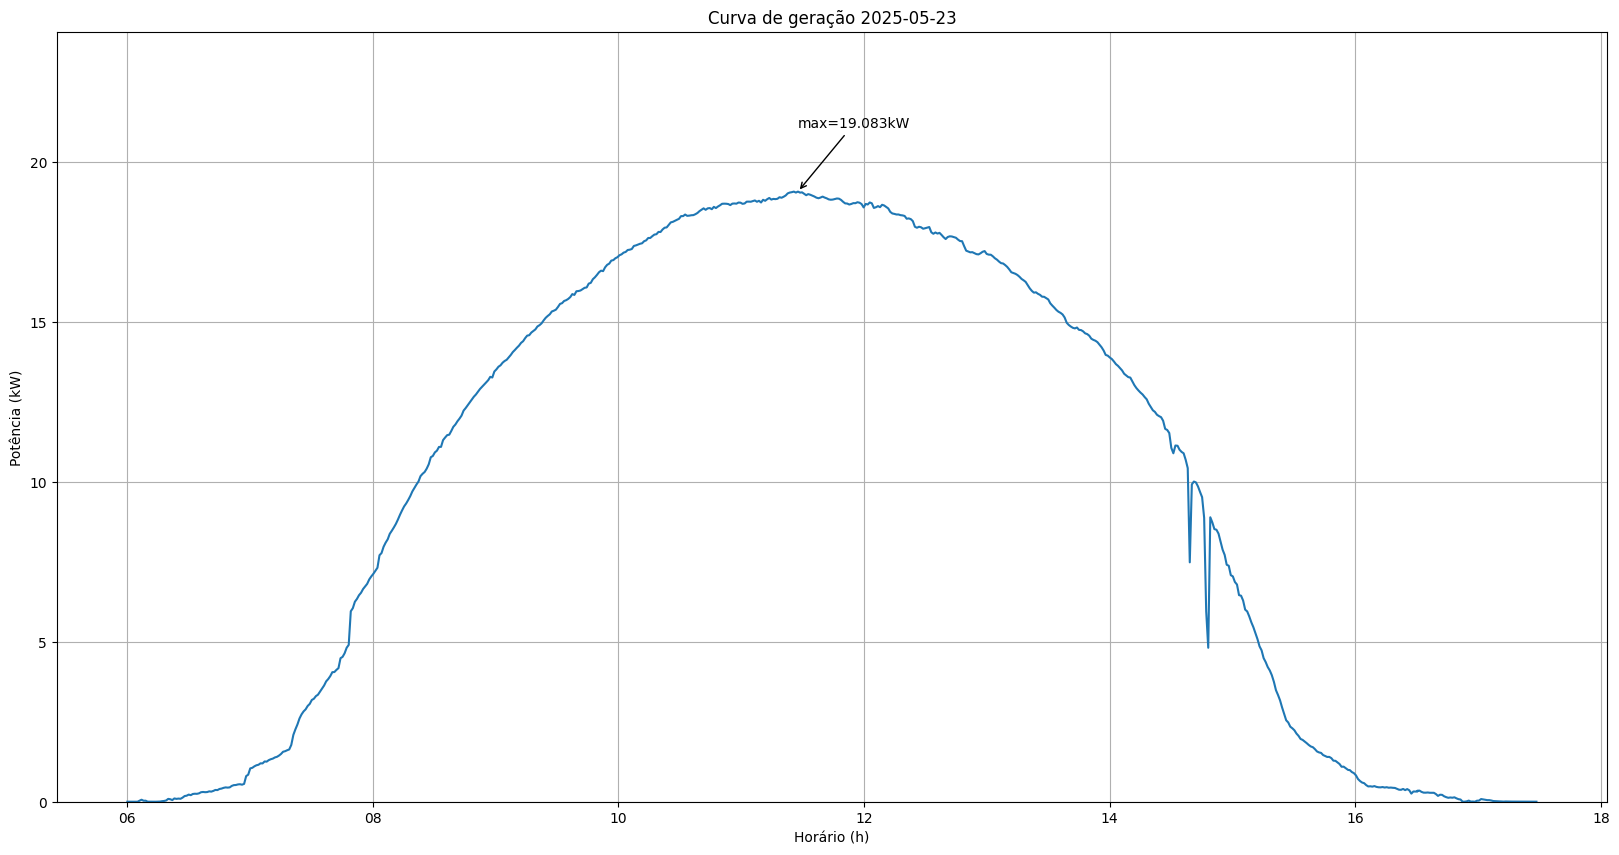 Curva de geração 2025-05-23
max=19.083kW
20
15
10
5
0
Potência (kW)
06 08 10 12 14 16 18
Horário (h)